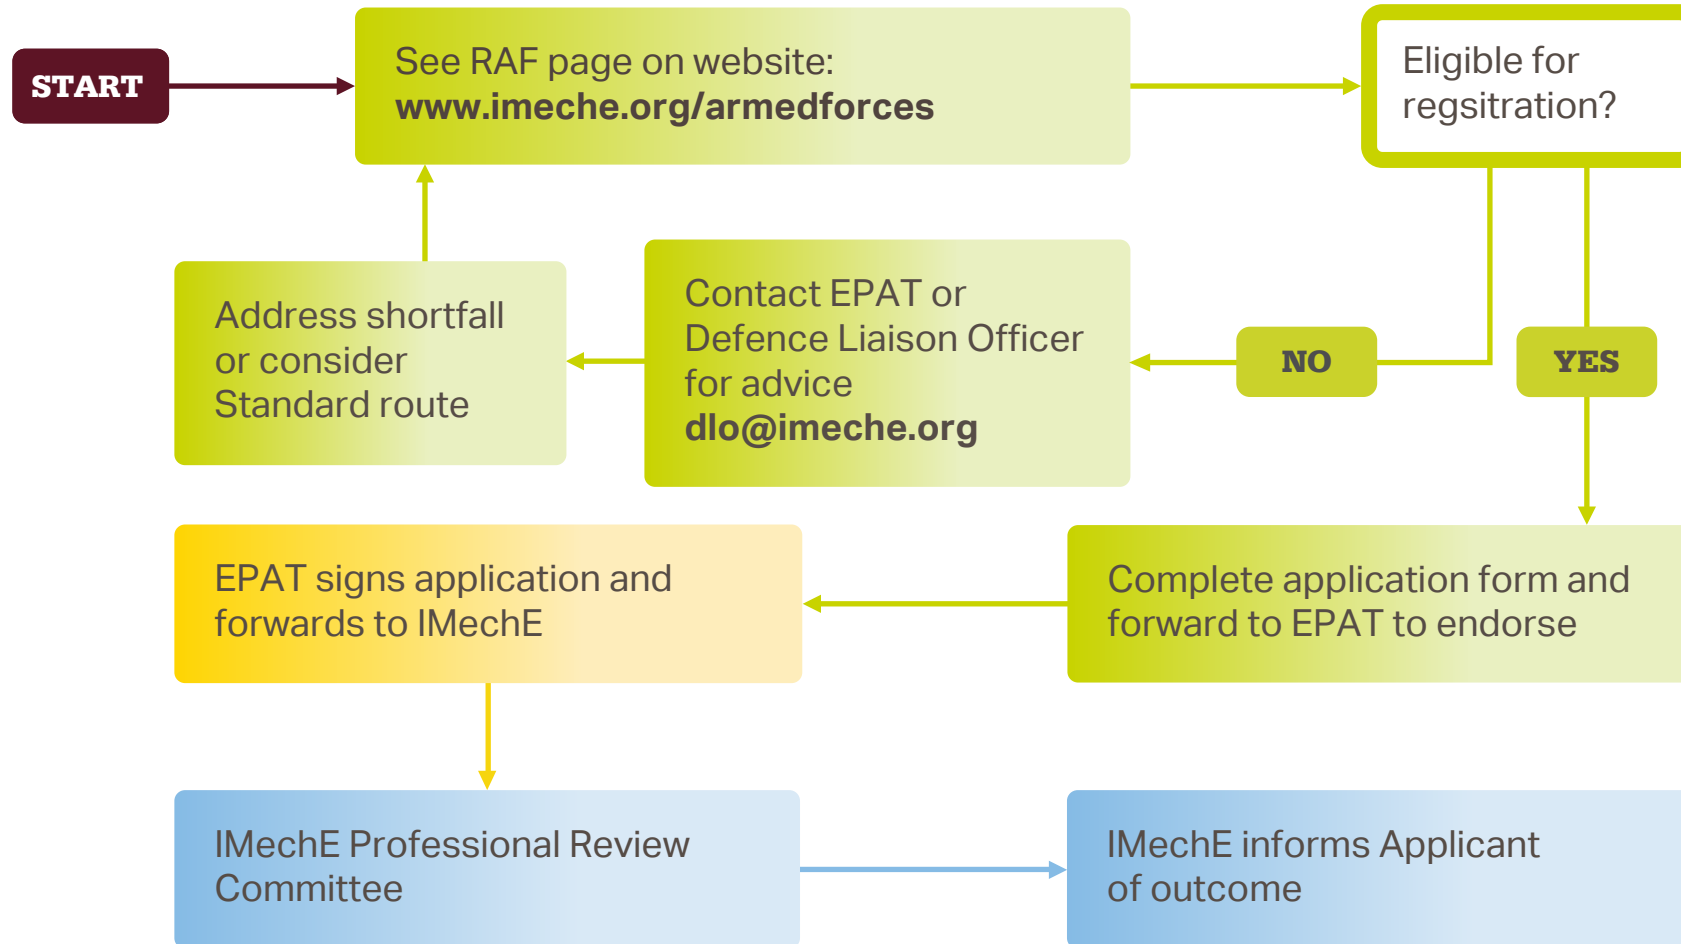 START
See RAF page on website:
www.imeche.org/armedforces
Eligible for
regsitration?
Address shortfall
or consider
Standard route
Contact EPAT or
Defence Liaison Officer
for advice
dlo@imeche.org
NO
YES
EPAT signs application and
forwards to IMechE
Complete application form and
forward to EPAT to endorse
IMechE Professional Review
Committee
IMechE informs Applicant
of outcome